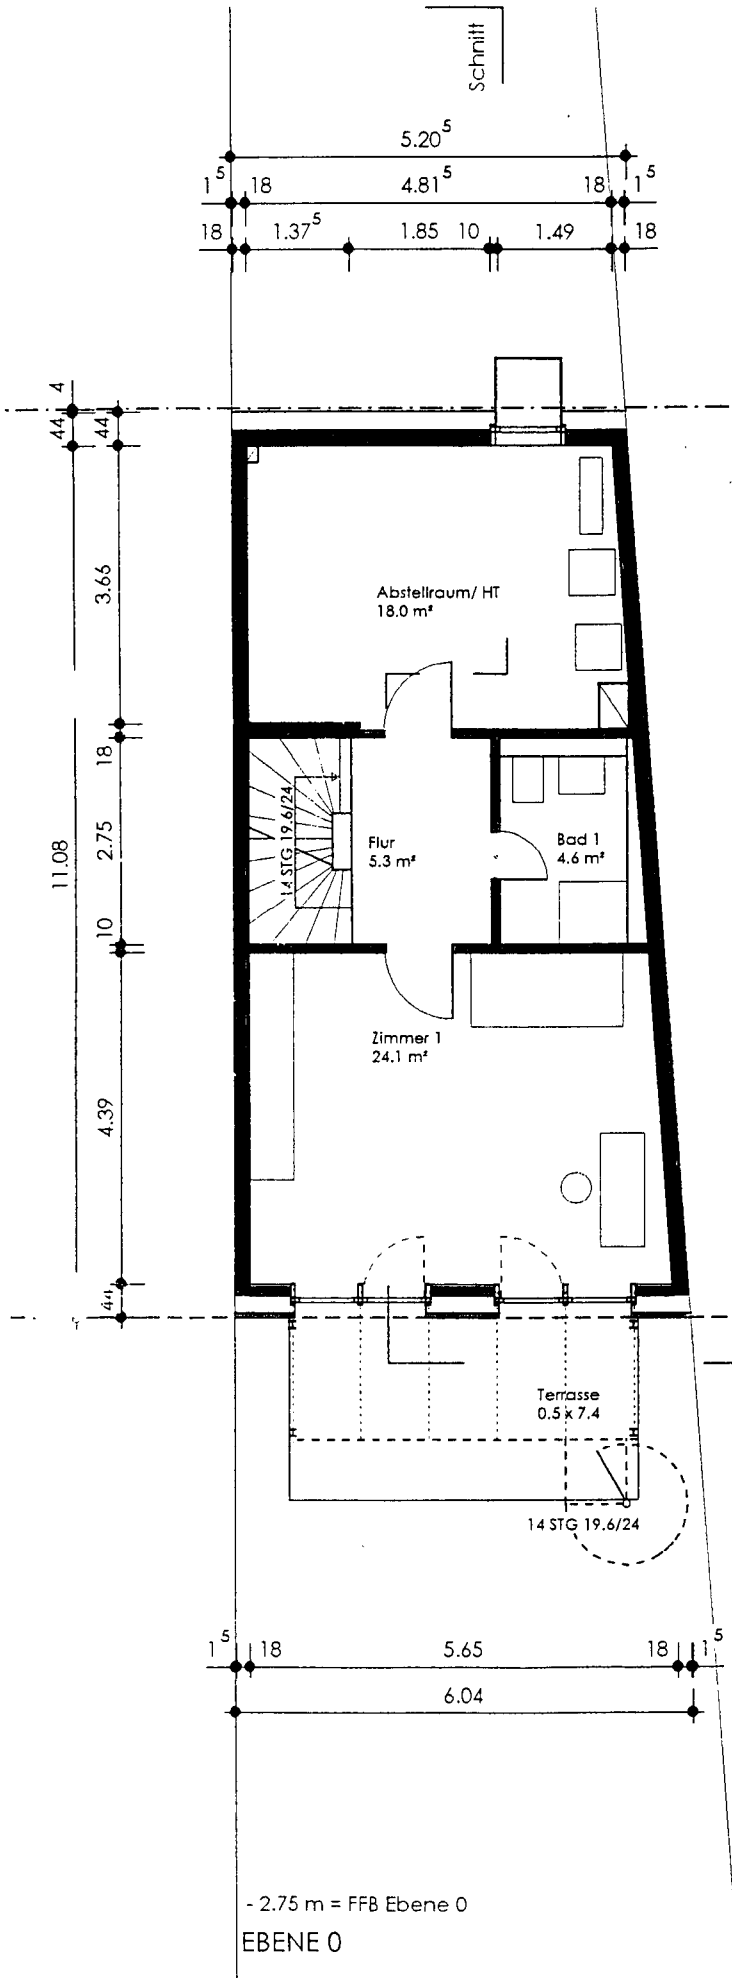 Schnitt
5.20⁵
1⁵ 18 4.81⁵ 18 1⁵
18 1.37⁵ 1.85 10 1.49 18
4
44 44
3.66
Abstellraum/ HT
18.0 m²
18
14 STG 19.6/24
2.75
11.08
Flur
5.3 m²
Bad 1
4.6 m²
10
Zimmer 1
24.1 m²
4.39
44
Terrasse
0.5 x 7.4
14 STG 19.6/24
1⁵ 18 5.65 18 1⁵
6.04
- 2.75 m = FFB Ebene 0
EBENE 0